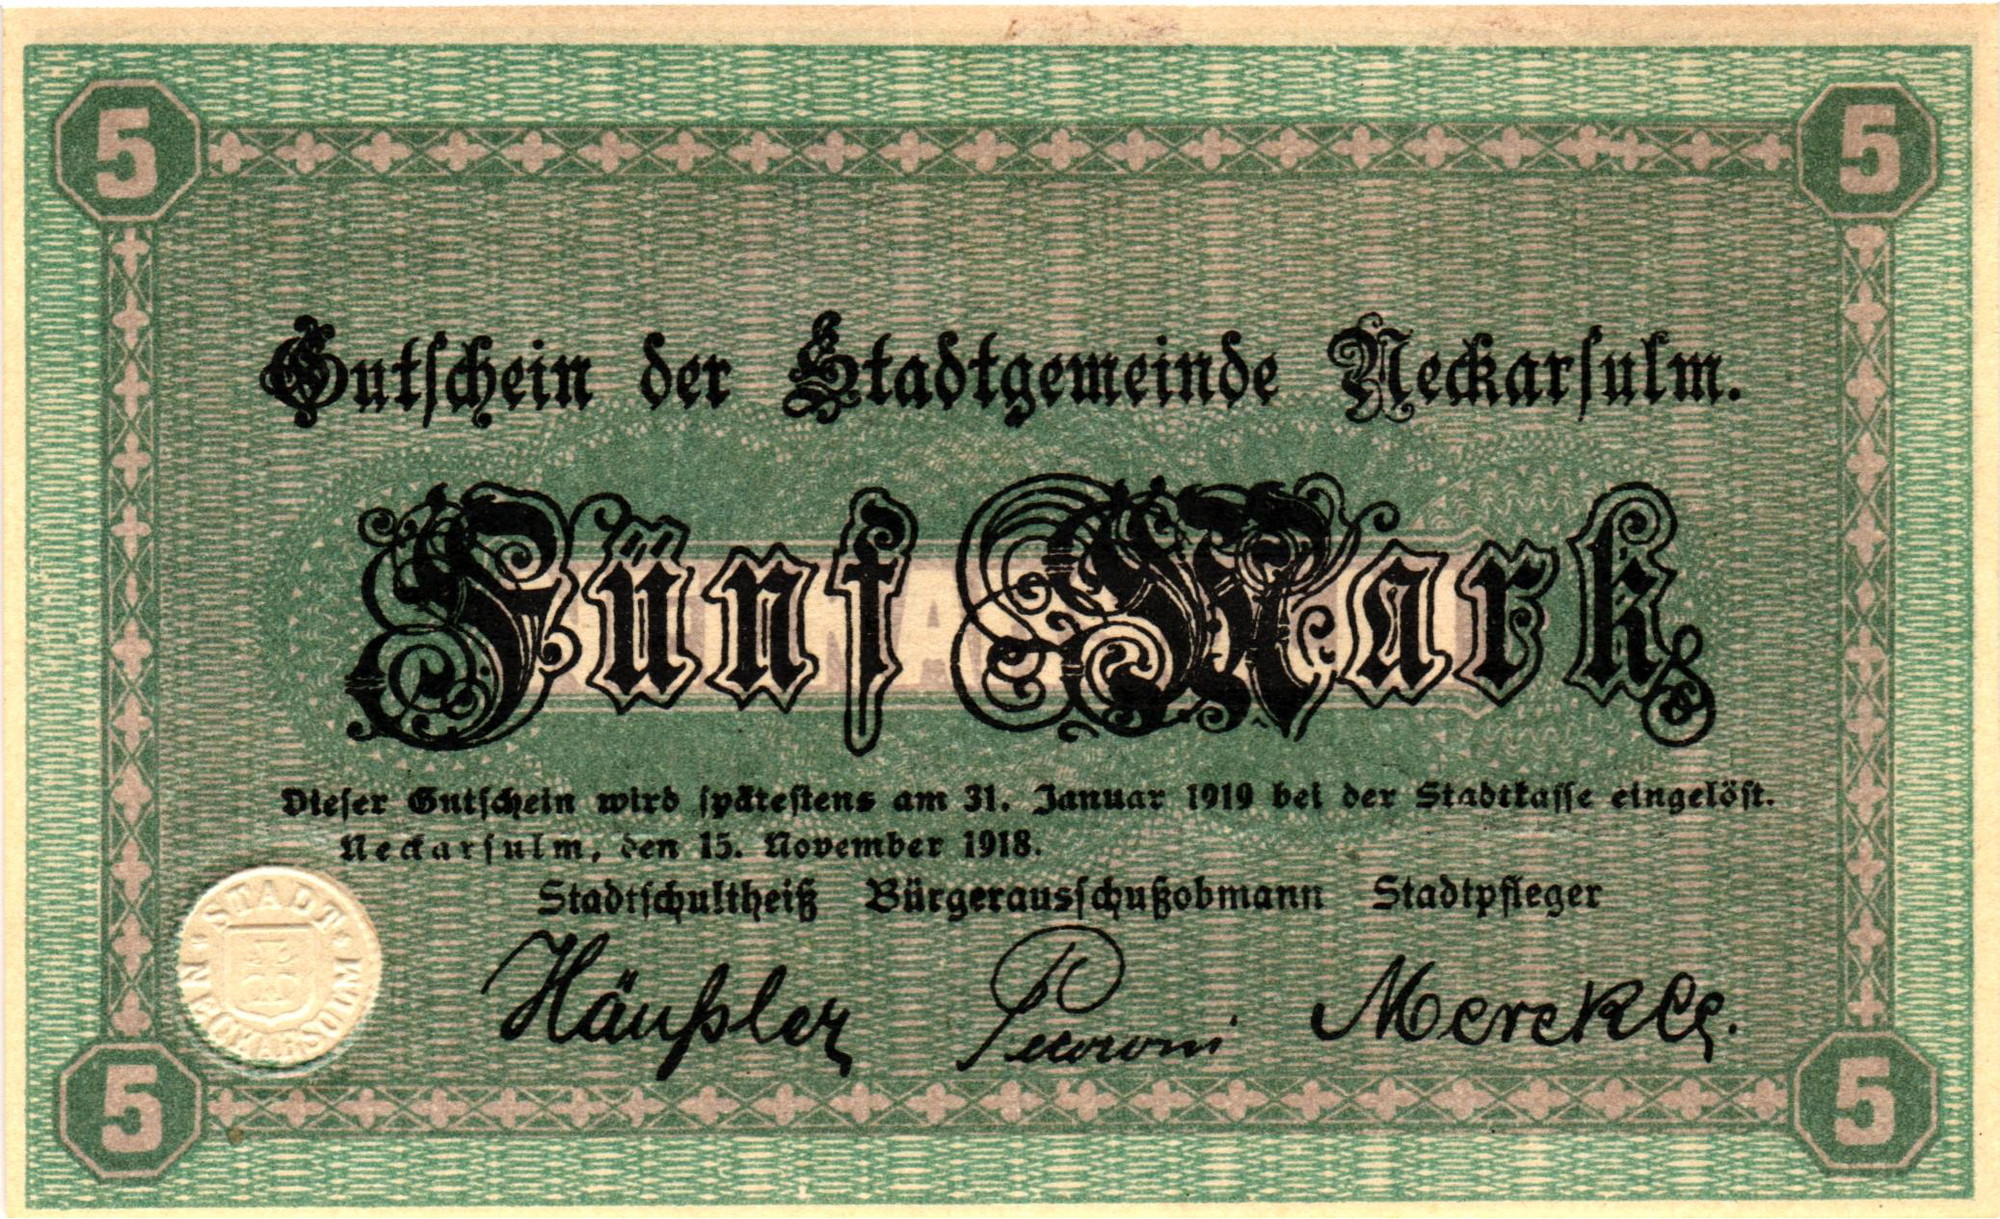 5 5
Gutschein der Stadtgemeinde Neckarsulm.
Fünf Mark
Dieser Gutschein wird spätestens am 31. Januar 1919 bei der Stadtkasse eingelöst.
Neckarsulm, den 15. November 1918.
Stadtschultheiß Bürgerausschußobmann Stadtpfleger
STADT NECKARSULM
Häußler Merckle.
5 5